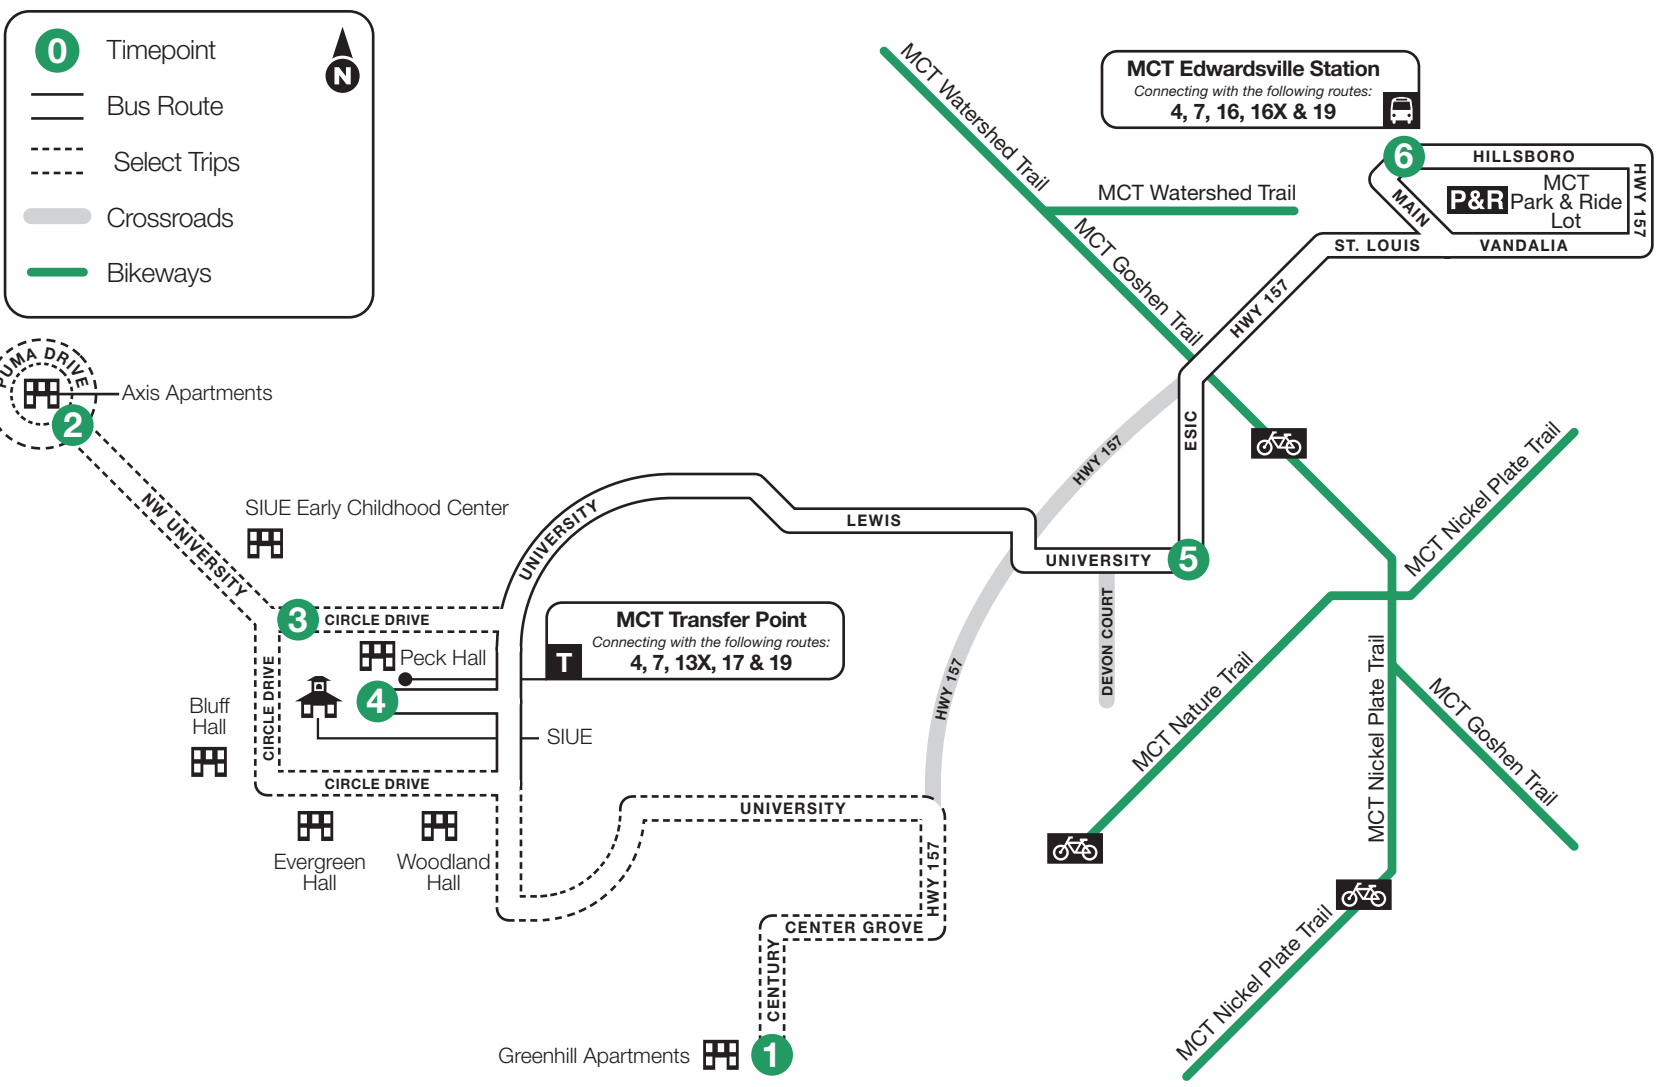 0 Timepoint
N
Bus Route
Select Trips
Crossroads
Bikeways
MCT Watershed Trail
MCT Edwardsville Station
Connecting with the following routes:
4, 7, 16, 16X & 19
6
HILLSBORO
HWY 157
P&R
MCT
Park & Ride
Lot
MAIN
ST. LOUIS
VANDALIA
MCT Watershed Trail
MCT Goshen Trail
HWY 157
PUMA DRIVE
Axis Apartments
2
ESIC
HWY 157
MCT Nickel Plate Trail
NW UNIVERSITY
SIUE Early Childhood Center
UNIVERSITY
LEWIS
UNIVERSITY
5
3
CIRCLE DRIVE
MCT Transfer Point
Connecting with the following routes:
4, 7, 13X, 17 & 19
T
Peck Hall
4
CIRCLE DRIVE
Bluff
Hall
SIUE
HWY 157
DEVON COURT
MCT Nature Trail
MCT Nickel Plate Trail
MCT Goshen Trail
CIRCLE DRIVE
UNIVERSITY
Evergreen
Hall
Woodland
Hall
HWY 157
CENTER GROVE
CENTURY
MCT Nickel Plate Trail
Greenhill Apartments
1